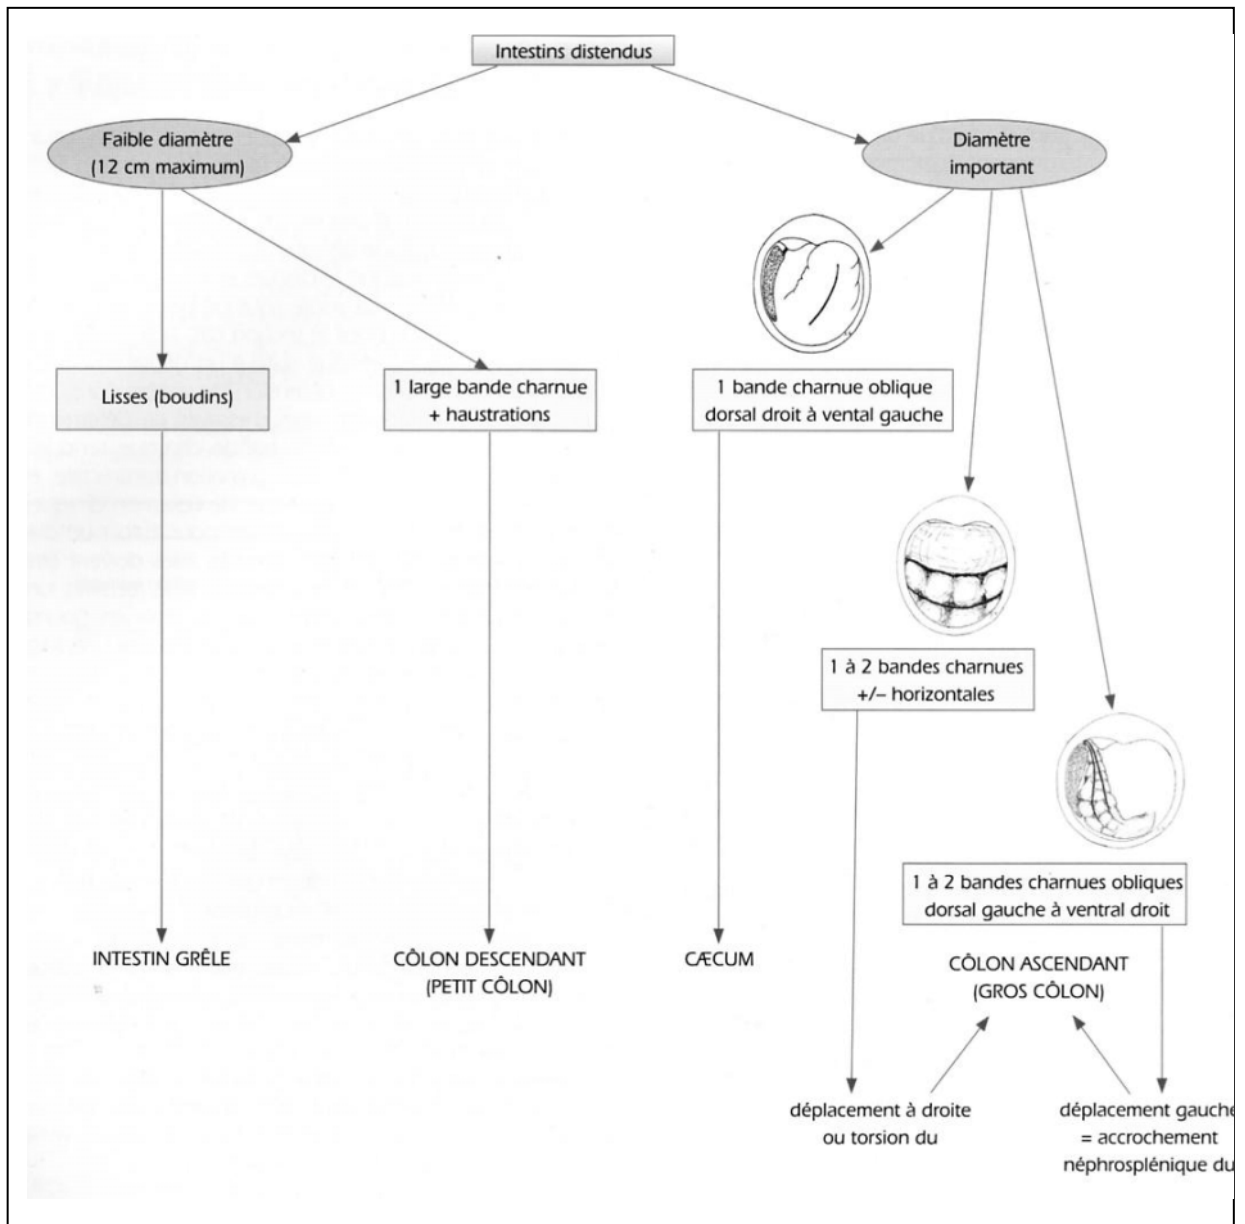 Intestins distendus
Faible diamètre
(12 cm maximum)
Diamètre
important
Lisses (boudins)
1 large bande charnue
+ haustrations
1 bande charnue oblique
dorsal droit à vental gauche
1 à 2 bandes charnues
+/– horizontales
1 à 2 bandes charnues obliques
dorsal gauche à ventral droit
INTESTIN GRÊLE
CÔLON DESCENDANT
(PETIT CÔLON)
CÆCUM
CÔLON ASCENDANT
(GROS CÔLON)
déplacement à droite
ou torsion du
déplacement gauche
= accrochement
néphrosplénique du